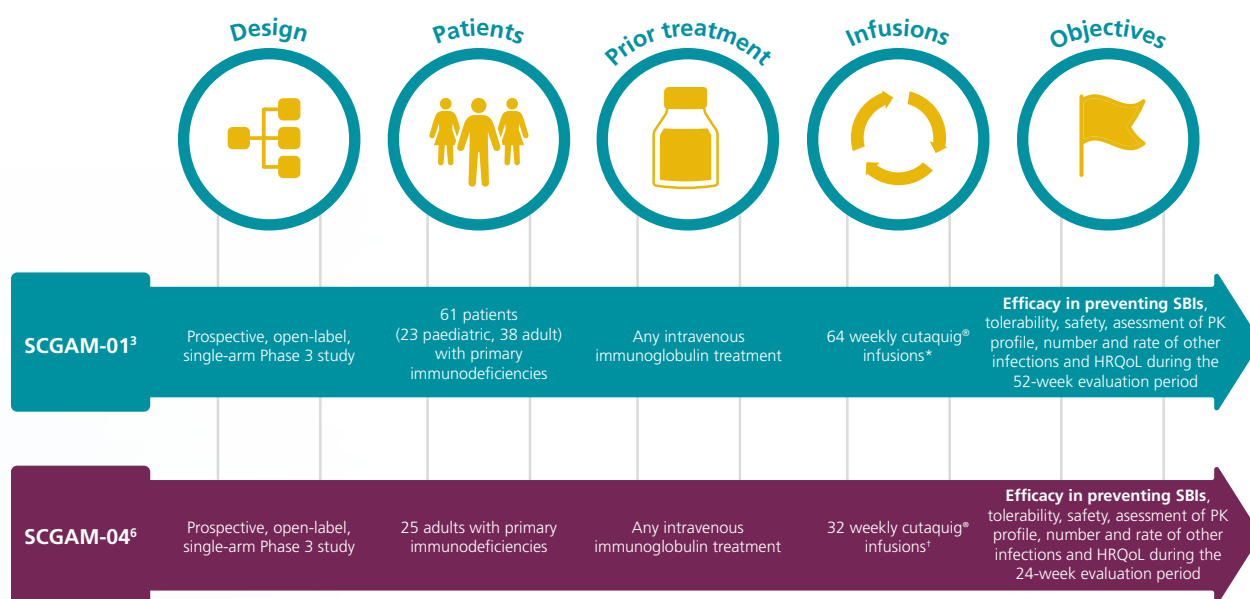 Design
Patients
Prior treatment
Infusions
Objectives
SCGAM-01³
Prospective, open-label,
single-arm Phase 3 study
61 patients
(23 paediatric, 38 adult)
with primary
immunodeficiencies
Any intravenous
immunoglobulin treatment
64 weekly cutaquig®
infusions*
Efficacy in preventing SBIs,
tolerability, safety, asessment of PK
profile, number and rate of other
infections and HRQoL during the
52-week evaluation period
SCGAM-04⁶
Prospective, open-label,
single-arm Phase 3 study
25 adults with primary
immunodeficiencies
Any intravenous
immunoglobulin treatment
32 weekly cutaquig®
infusions†
Efficacy in preventing SBIs,
tolerability, safety, asessment of PK
profile, number and rate of other
infections and HRQoL during the
24-week evaluation period